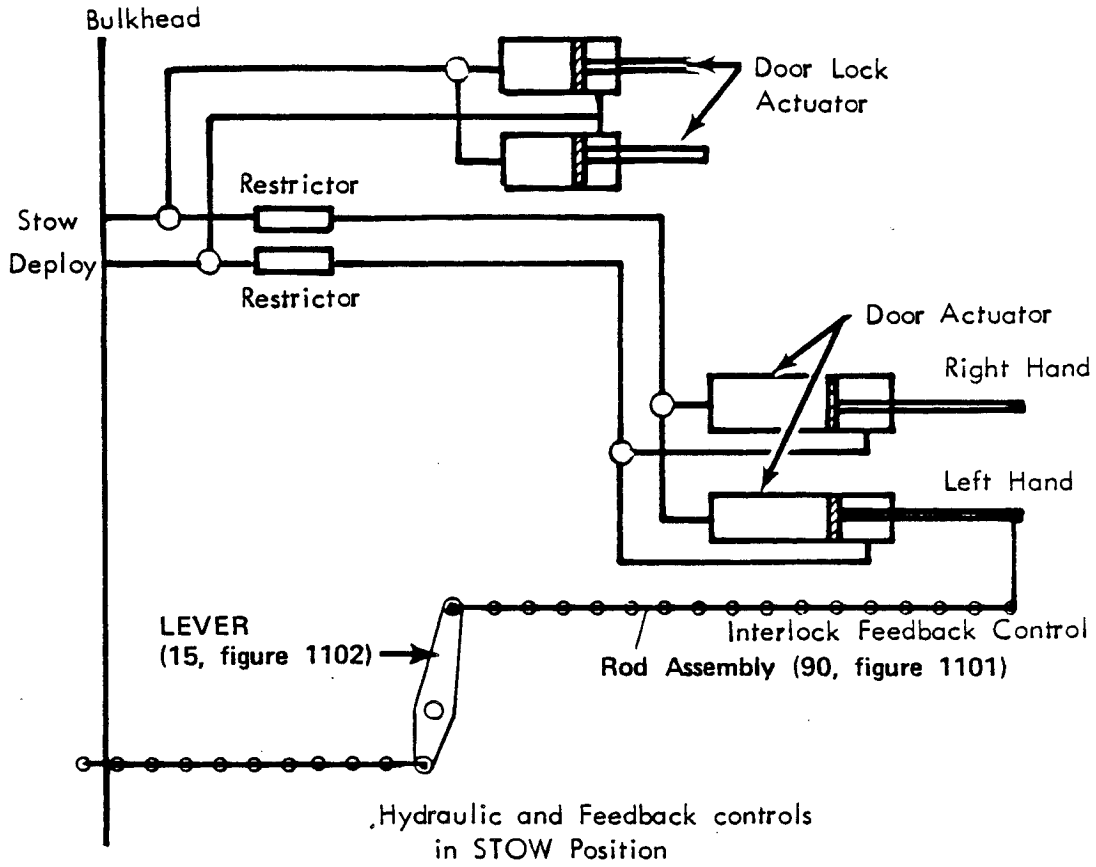 Bulkhead
Door Lock
Actuator
Restrictor
Stow
Deploy
Restrictor
Door Actuator
Right Hand
Left Hand
LEVER
(15, figure 1102)
Interlock Feedback Control
Rod Assembly (90, figure 1101)
Hydraulic and Feedback controls
in STOW Position